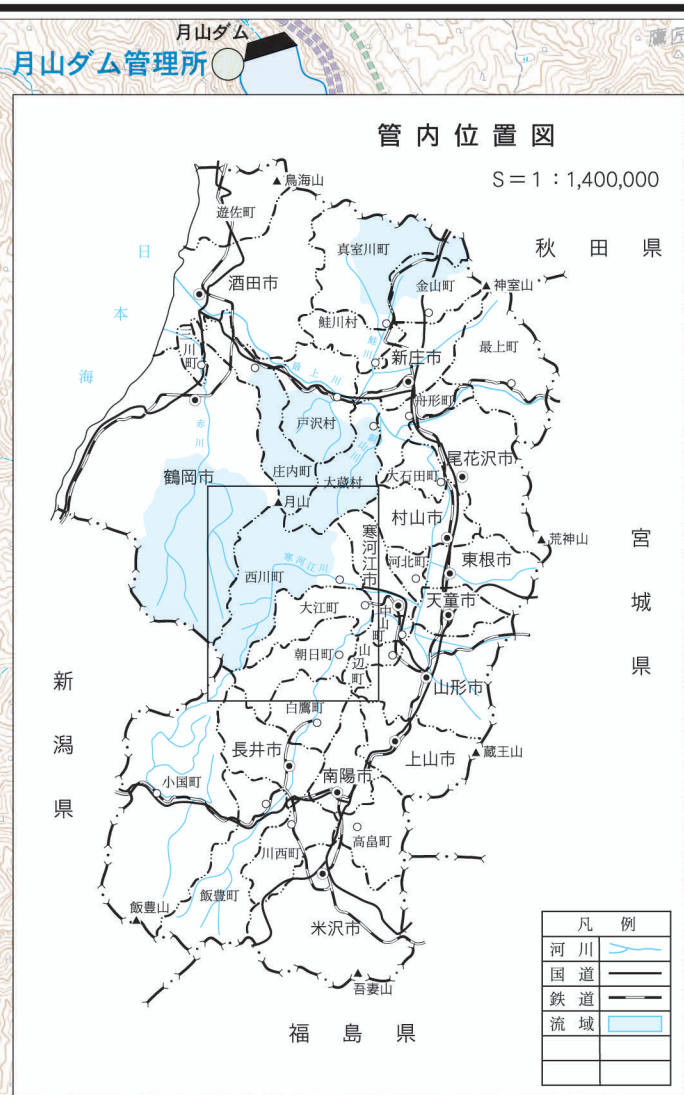 月山ダム
月山ダム管理所
管内位置図
S＝1：1,400,000
鳥海山
遊佐町
真室川町
秋田県
日本海
酒田市
金山町
神室山
鮭川村
鮭川
最上町
川町
最上川
新庄市
舟形町
赤川
戸沢村
銅山川
尾花沢市
鶴岡市
庄内町
大蔵村
大石田町
月山
村山市
寒河江市
荒神山
宮城県
寒河江川
河北町
東根市
西川町
大江町
中山町
天童市
朝日町
山辺町
新潟県
山形市
白鷹町
長井市
上山市
蔵王山
小国町
南陽市
川西町
高畠町
飯豊町
飯豊山
米沢市
吾妻山
福島県
凡例
河川
国道
鉄道
流域